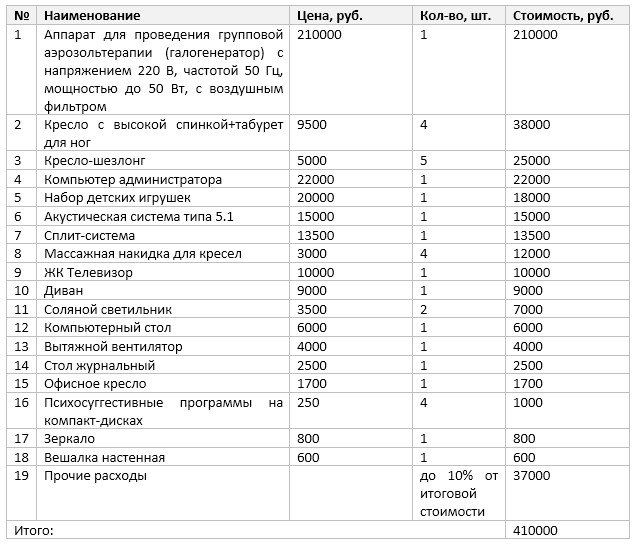 № Наименование Цена, руб. Кол-во, шт. Стоимость, руб.
1 Аппарат для проведения групповой 210000 1 210000
аэрозольтерапии (галогенератор) с
напряжением 220 В, частотой 50 Гц,
мощностью до 50 Вт, с воздушным
фильтром
2 Кресло с высокой спинкой+табурет 9500 4 38000
для ног
3 Кресло-шезлонг 5000 5 25000
4 Компьютер администратора 22000 1 22000
5 Набор детских игрушек 20000 1 18000
6 Акустическая система типа 5.1 15000 1 15000
7 Сплит-система 13500 1 13500
8 Массажная накидка для кресел 3000 4 12000
9 ЖК Телевизор 10000 1 10000
10 Диван 9000 1 9000
11 Соляной светильник 3500 2 7000
12 Компьютерный стол 6000 1 6000
13 Вытяжной вентилятор 4000 1 4000
14 Стол журнальный 2500 1 2500
15 Офисное кресло 1700 1 1700
16 Психосуггестивные программы на 250 4 1000
компакт-дисках
17 Зеркало 800 1 800
18 Вешалка настенная 600 1 600
19 Прочие расходы до 10% от 37000
итоговой
стоимости
Итого: 410000